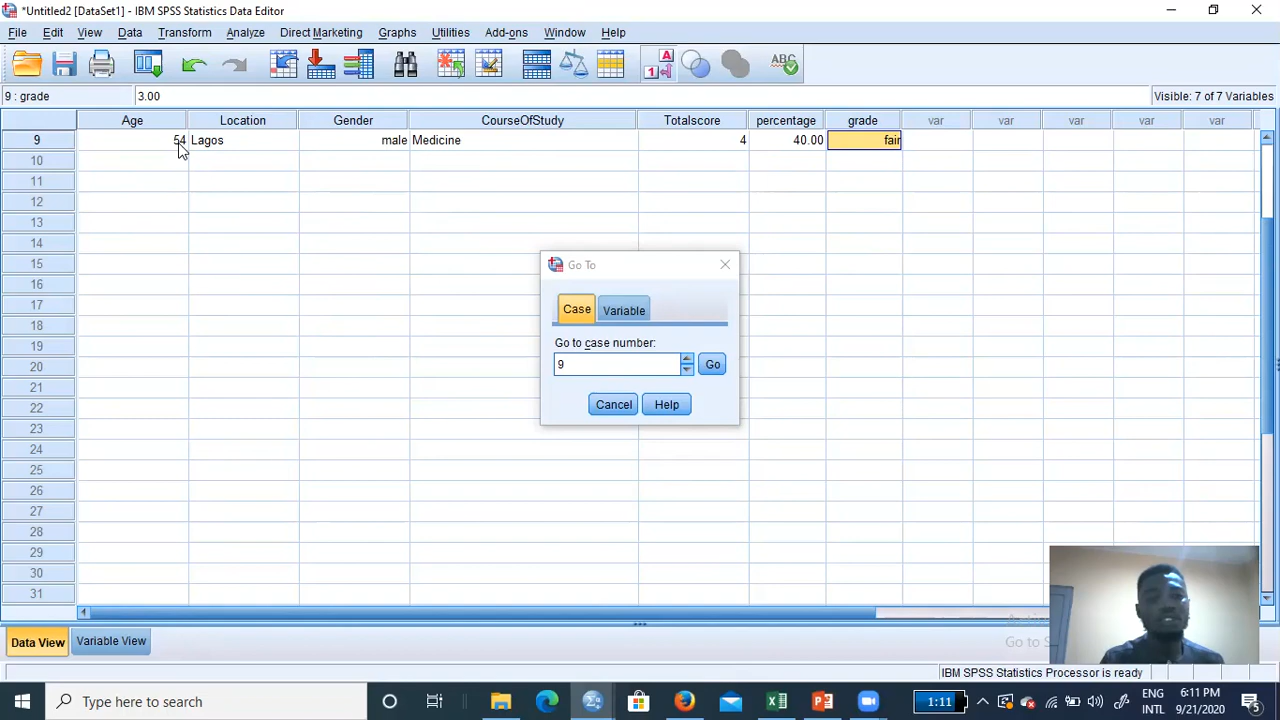 *Untitled2 [DataSet1] - IBM SPSS Statistics Data Editor
File Edit View Data Transform Analyze Direct Marketing Graphs Utilities Add-ons Window Help
9 : grade 3.00 Visible: 7 of 7 Variables
Age Location Gender CourseOfStudy Totalscore percentage grade var var var var var
9 54 Lagos male Medicine 4 40.00 fair
10
11
12
13
14
15
16
17
18
19
20
21
22
23
24
25
26
27
28
29
30
31
Go To
Case Variable
Go to case number:
9 Go
Cancel Help
Data View Variable View
Go to S
IBM SPSS Statistics Processor is ready
Type here to search
1:11
ENG
INTL
6:11 PM
9/21/2020
5